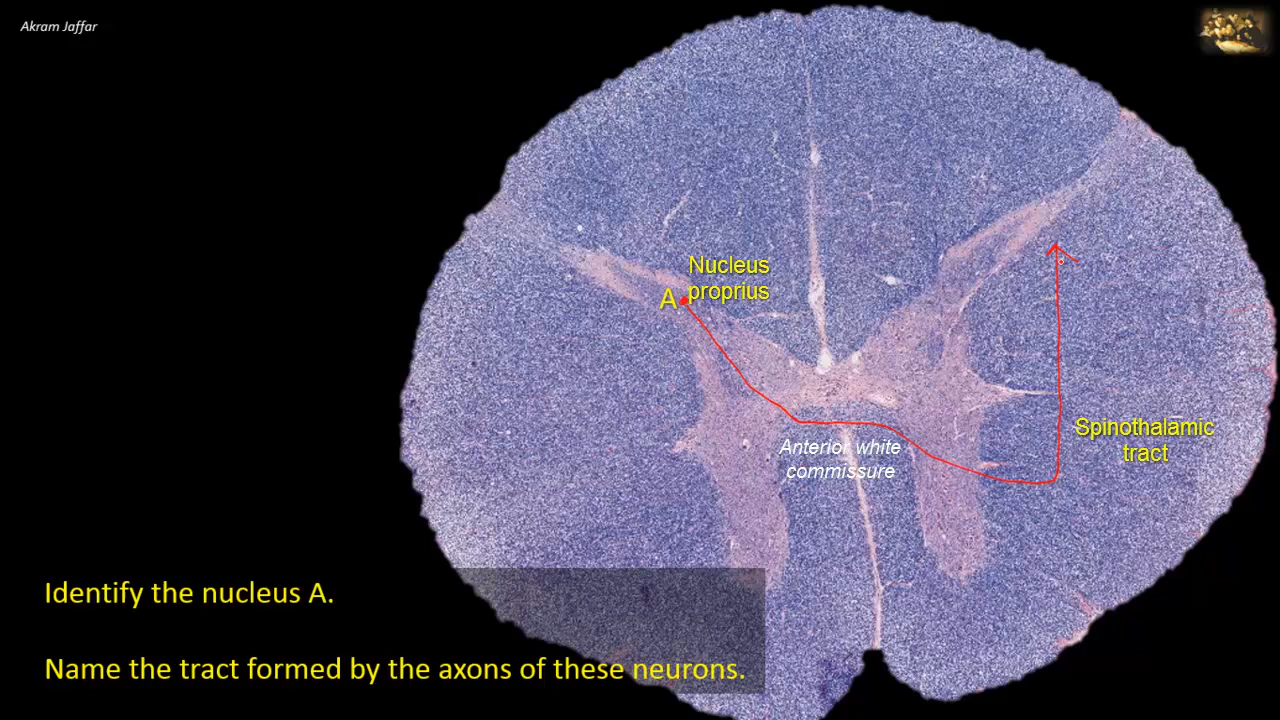 Akram Jaffar
Nucleus
A proprius
Spinothalamic
tract
Anterior white
commissure
Identify the nucleus A.
Name the tract formed by the axons of these neurons.